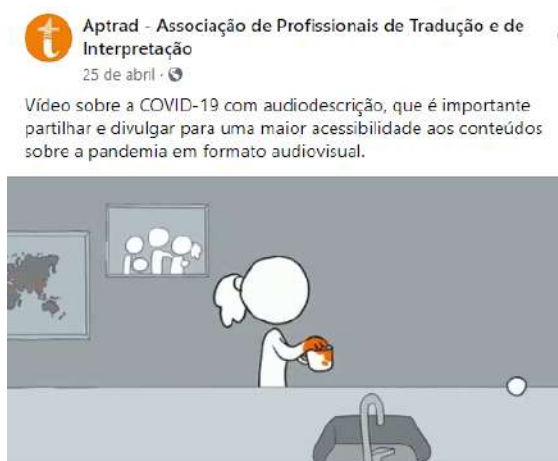 Aptrad - Associação de Profissionais de Tradução e de
Interpretação
25 de abril ·
Vídeo sobre a COVID-19 com audiodescrição, que é importante
partilhar e divulgar para uma maior acessibilidade aos conteúdos
sobre a pandemia em formato audiovisual.